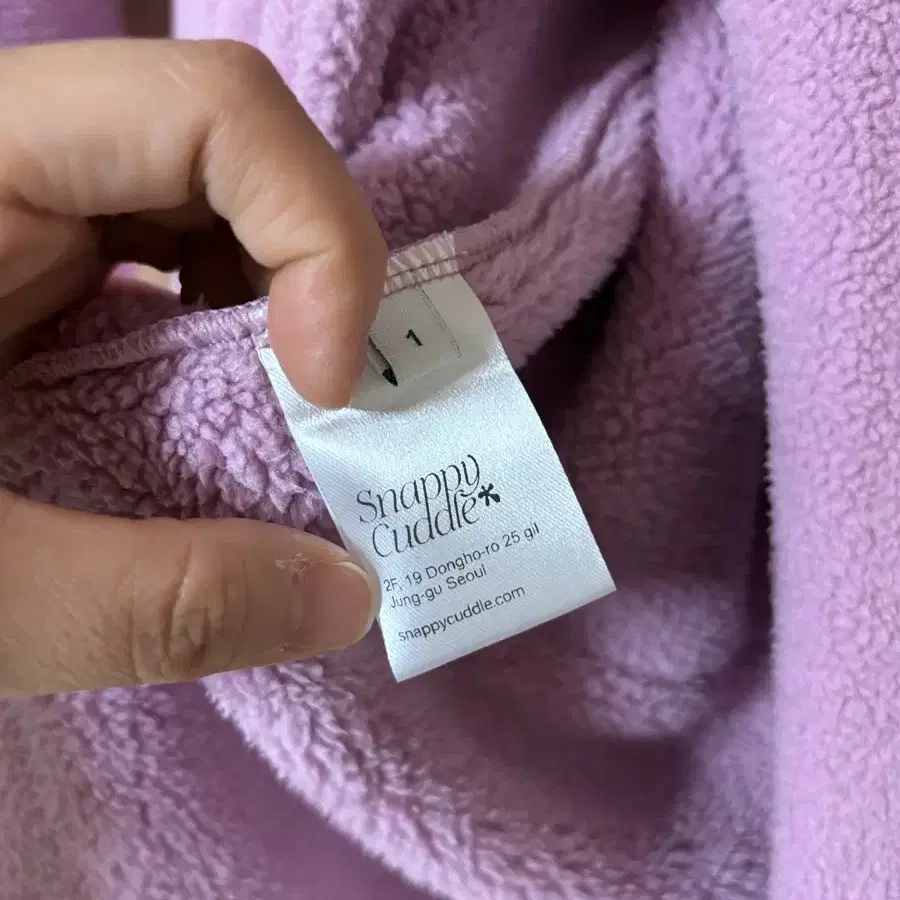 1
Snappy
Cuddle*
2F, 19 Dongho-ro 25 gil
Jung-gu Seoul
snappycuddle.com